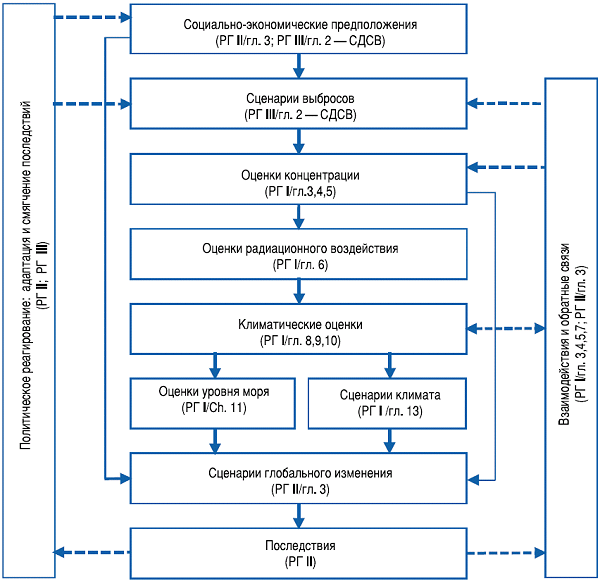 Социально-экономические предположения
(РГ II/гл. 3; РГ III/гл. 2 — СДСВ)
Сценарии выбросов
(РГ III/гл. 2 — СДСВ)
Оценки концентрации
(РГ I/гл.3,4,5)
Оценки радиационного воздействия
(РГ I/гл. 6)
Климатические оценки
(РГ I/гл. 8,9,10)
Оценки уровня моря
(РГ I/Ch. 11)
Сценарии климата
(РГ I /гл. 13)
Сценарии глобального изменения
(РГ II/гл. 3)
Последствия
(РГ II)
Политическое реагирование: адаптация и смягчение последствий
(РГ II; РГ III)
Взаимодействия и обратные связи
(РГ I/гл. 3,4,5,7; РГ II/гл. 3)